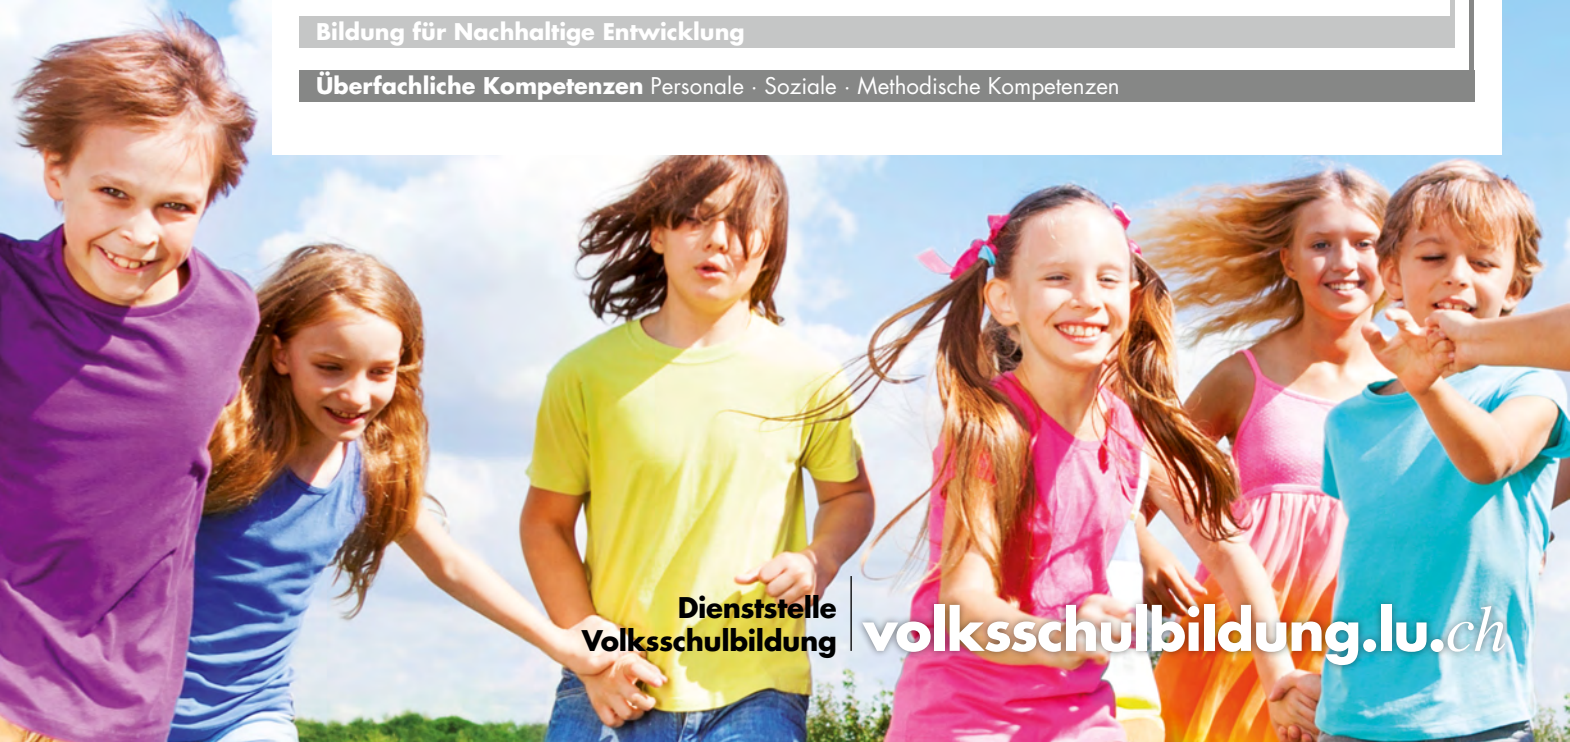 Bildung für Nachhaltige Entwicklung
Überfachliche Kompetenzen Personale · Soziale · Methodische Kompetenzen
Dienststelle
Volksschulbildung
volksschulbildung.lu.ch